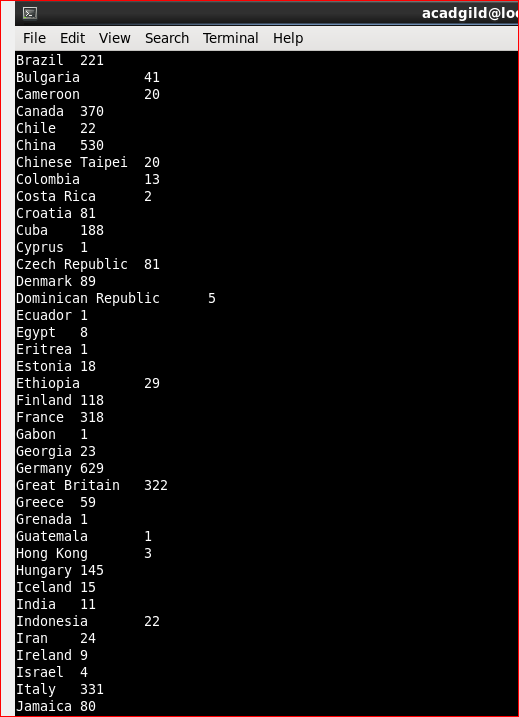 acadgild@loc
File Edit View Search Terminal Help
Brazil 221
Bulgaria 41
Cameroon 20
Canada 370
Chile 22
China 530
Chinese Taipei 20
Colombia 13
Costa Rica 2
Croatia 81
Cuba 188
Cyprus 1
Czech Republic 81
Denmark 89
Dominican Republic 5
Ecuador 1
Egypt 8
Eritrea 1
Estonia 18
Ethiopia 29
Finland 118
France 318
Gabon 1
Georgia 23
Germany 629
Great Britain 322
Greece 59
Grenada 1
Guatemala 1
Hong Kong 3
Hungary 145
Iceland 15
India 11
Indonesia 22
Iran 24
Ireland 9
Israel 4
Italy 331
Jamaica 80